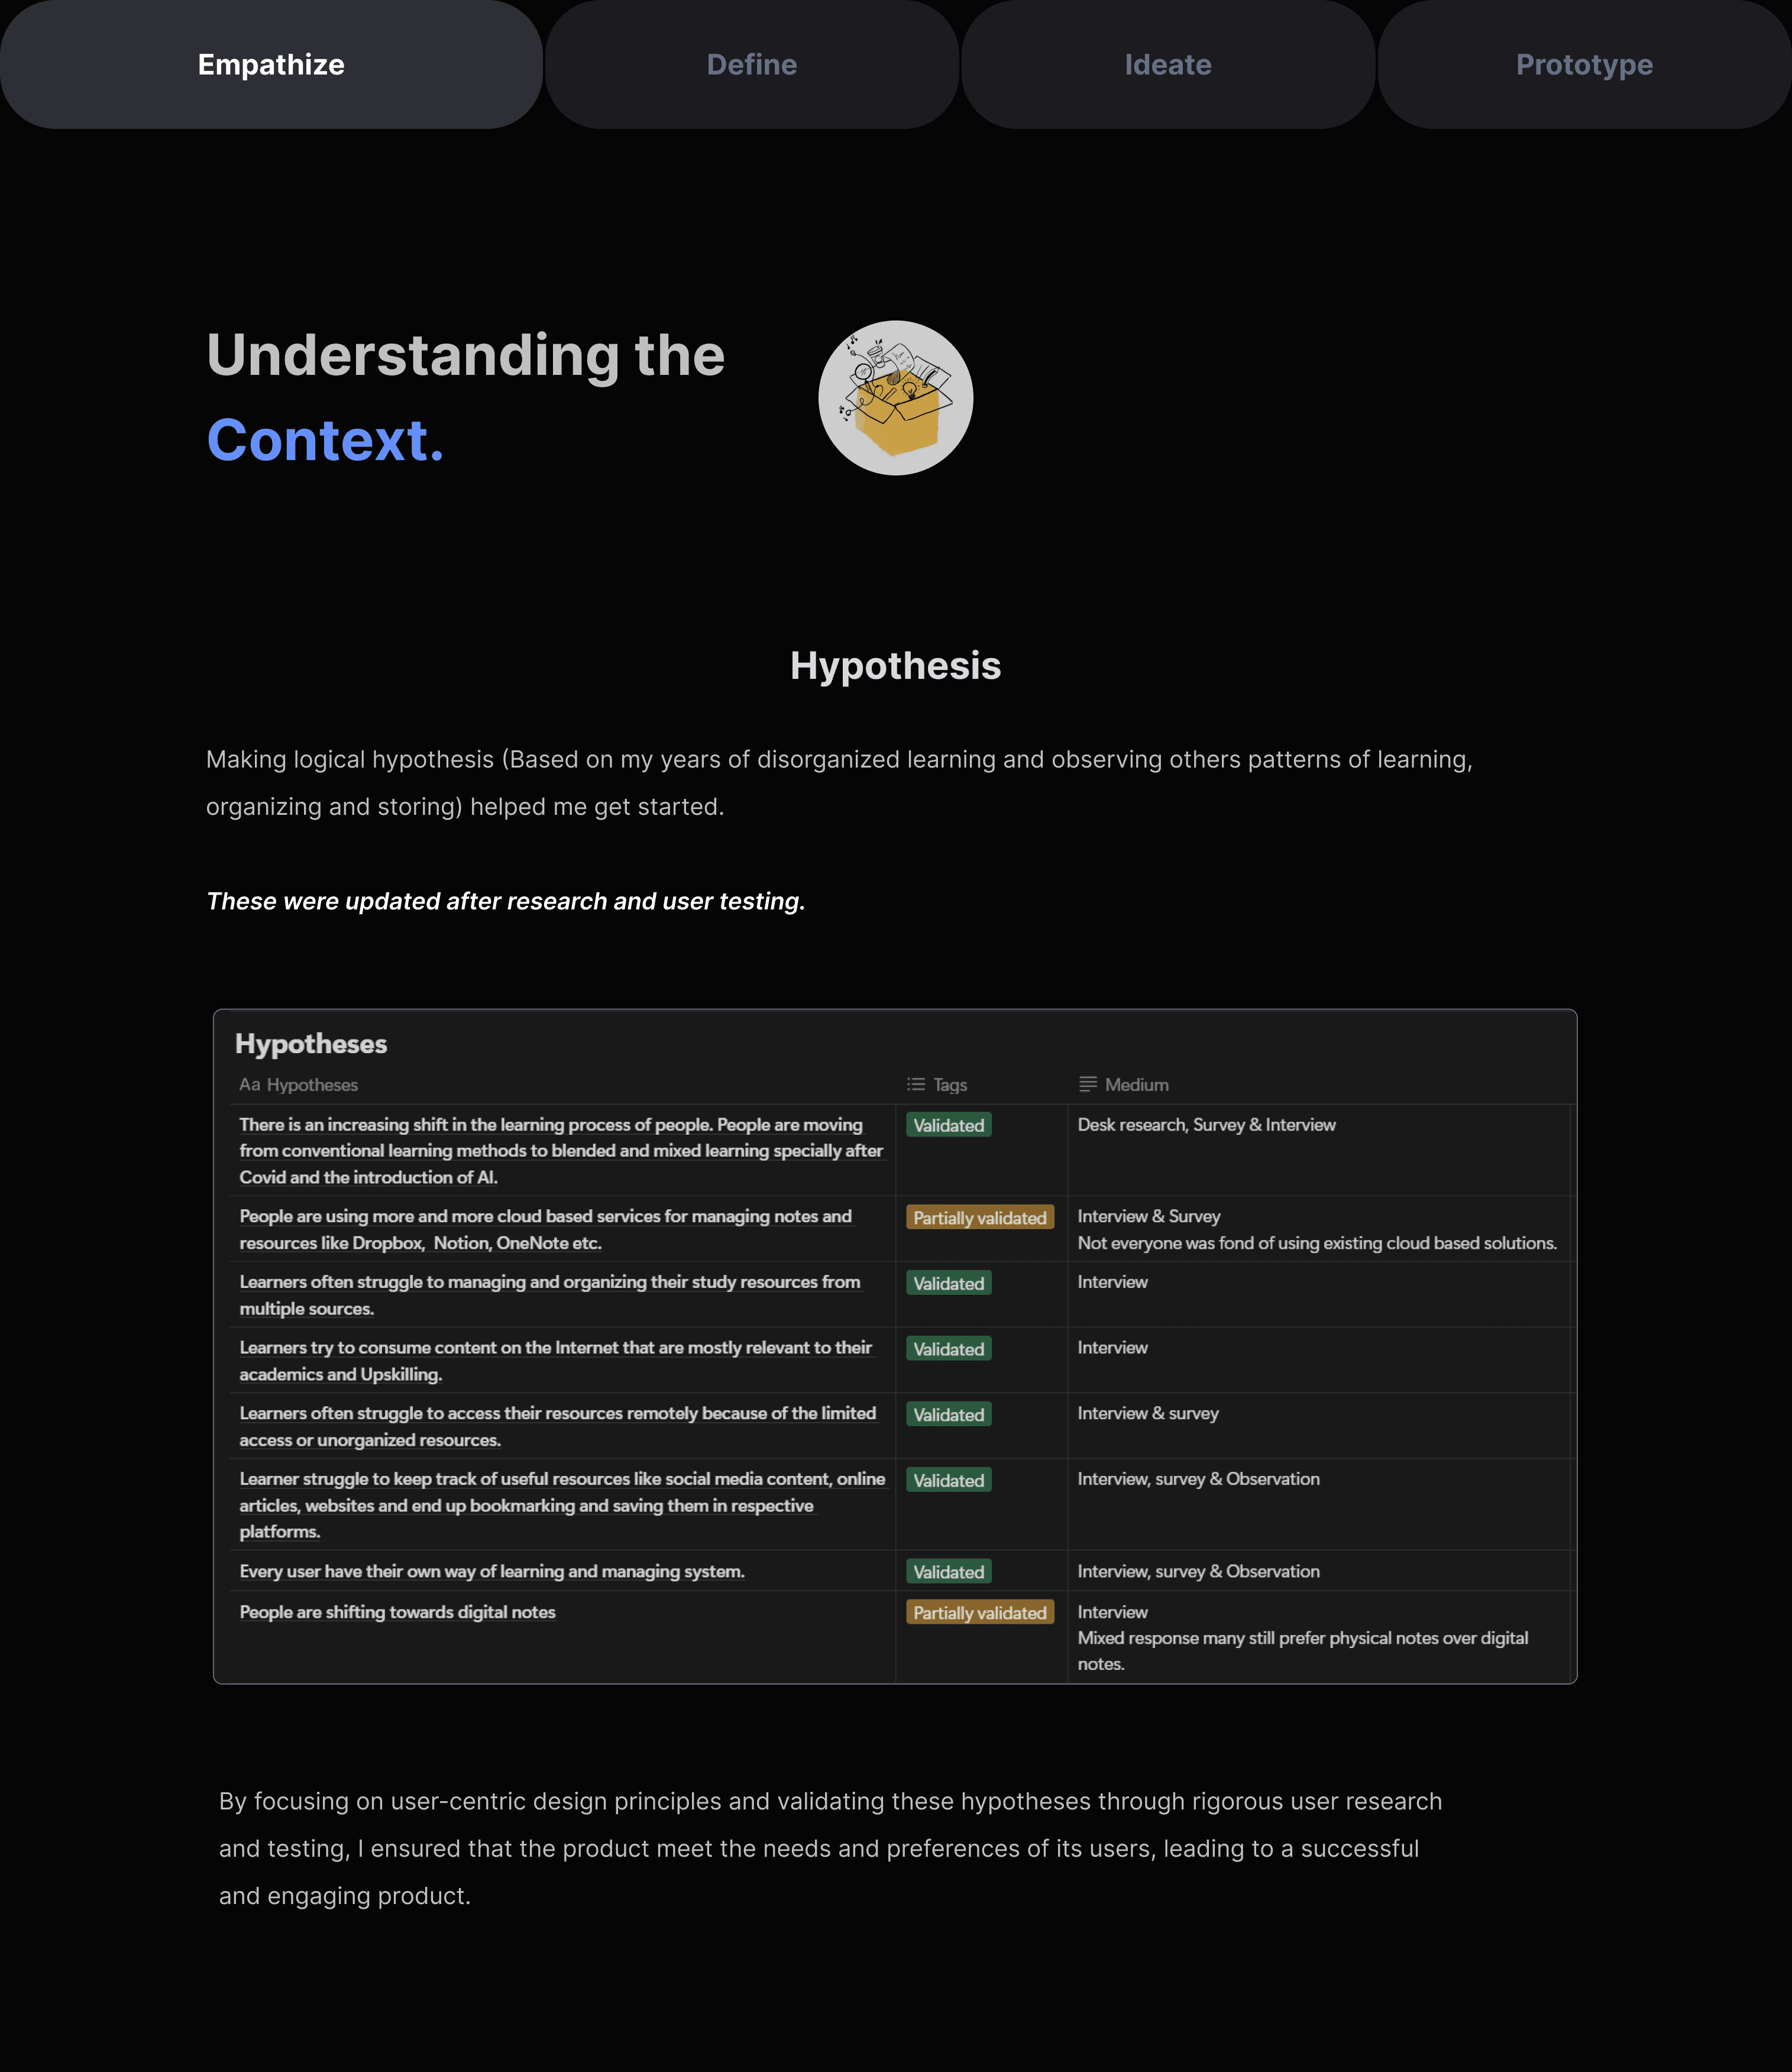 Empathize
Define
Ideate
Prototype
Understanding the
Context.
Hypothesis
Making logical hypothesis (Based on my years of disorganized learning and observing others patterns of learning,
organizing and storing) helped me get started.
These were updated after research and user testing.
Hypotheses
Aa Hypotheses
Tags
Medium
There is an increasing shift in the learning process of people. People are moving
from conventional learning methods to blended and mixed learning specially after
Covid and the introduction of AI.
Validated
Desk research, Survey & Interview
People are using more and more cloud based services for managing notes and
resources like Dropbox, Notion, OneNote etc.
Partially validated
Interview & Survey
Not everyone was fond of using existing cloud based solutions.
Learners often struggle to managing and organizing their study resources from
multiple sources.
Validated
Interview
Learners try to consume content on the Internet that are mostly relevant to their
academics and Upskilling.
Validated
Interview
Learners often struggle to access their resources remotely because of the limited
access or unorganized resources.
Validated
Interview & survey
Learner struggle to keep track of useful resources like social media content, online
articles, websites and end up bookmarking and saving them in respective
platforms.
Validated
Interview, survey & Observation
Every user have their own way of learning and managing system.
Validated
Interview, survey & Observation
People are shifting towards digital notes
Partially validated
Interview
Mixed response many still prefer physical notes over digital
notes.
By focusing on user-centric design principles and validating these hypotheses through rigorous user research
and testing, I ensured that the product meet the needs and preferences of its users, leading to a successful
and engaging product.